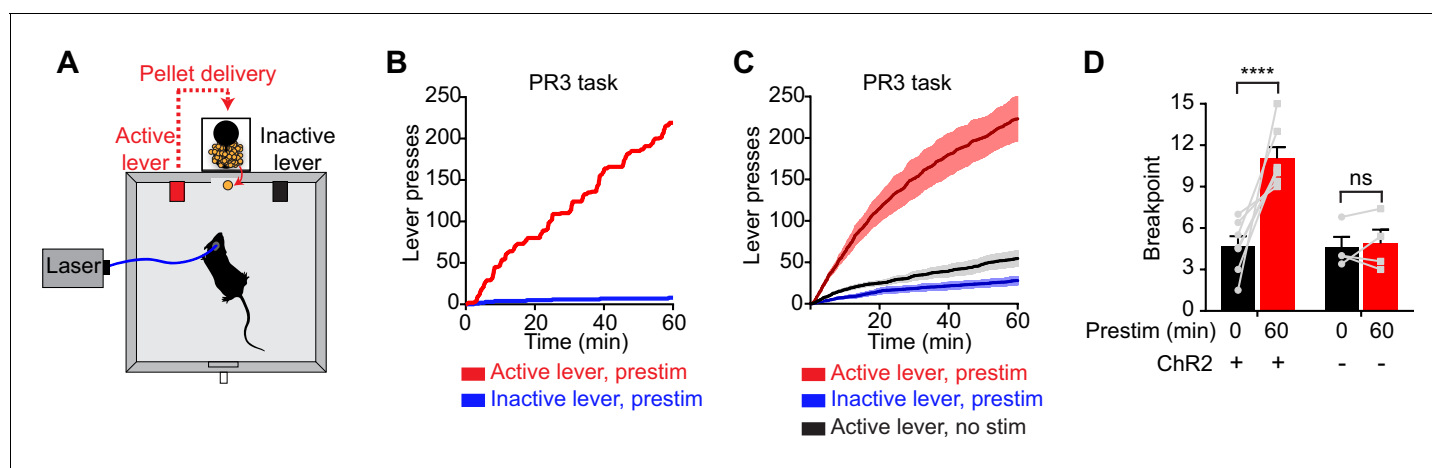 A
Pellet delivery
Active
lever
Inactive
lever
Laser
B
PR3 task
Lever presses
250
200
150
100
50
0
0 20 40 60
Time (min)
Active lever, prestim
Inactive lever, prestim
C
PR3 task
Lever presses
250
200
150
100
50
0
20 40 60
Time (min)
Active lever, prestim
Inactive lever, prestim
Active lever, no stim
D
Breakpoint
15
12
9
6
3
0
****
ns
Prestim (min) 0 60 0 60
ChR2 + + - -